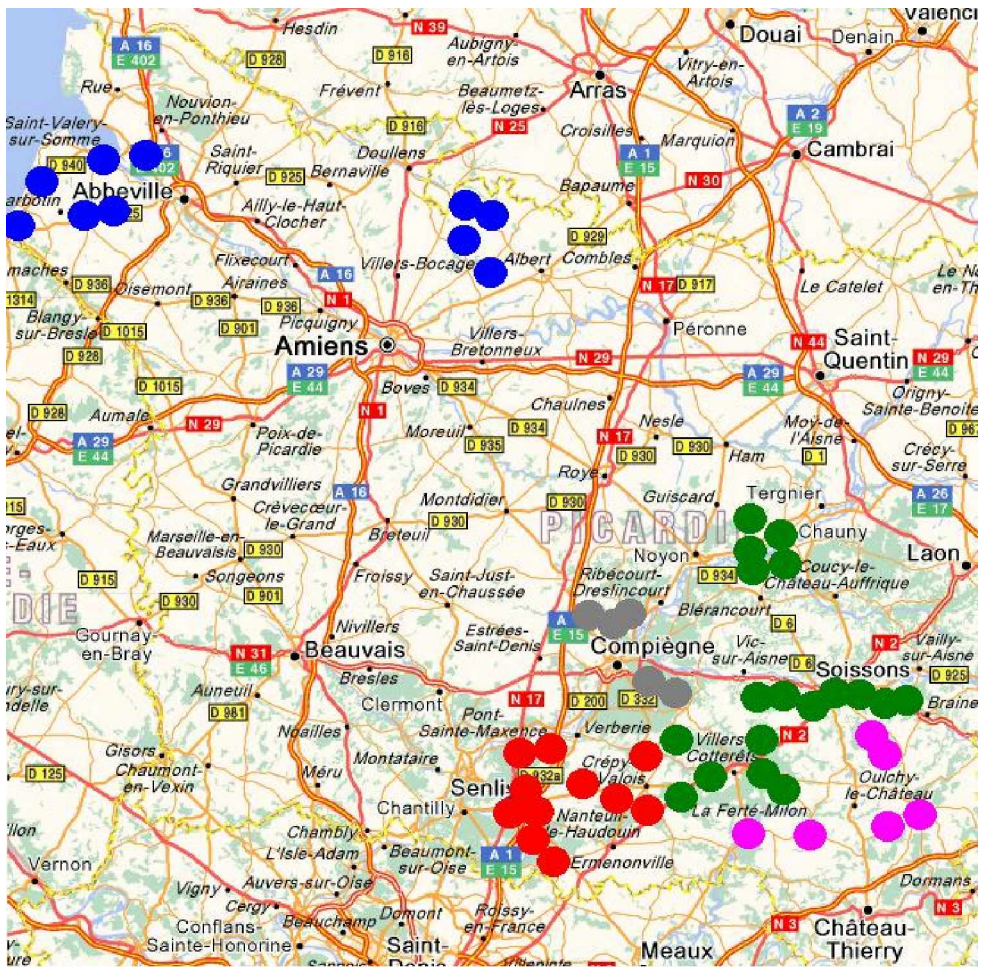 Hesdin
N 39
Valenci
Douai
Denain
A 16
E 402
D 928
D 916
Aubigny-
en-Artois
Vitry-en-
Artois
Rue
Frévent
Beaumetz-
lès-Loges
Arras
Nouvion-
en-Ponthieu
A 2
E 19
Saint-Valery-
sur-Somme
D 916
N 25
Croisilles
Marquion
Cambrai
D 940
Saint-
Riquier
Doullens
A 1
E 15
D 925
Bernaville
N 30
Abbeville
Bapaume
Ailly-le-Haut-
Clocher
D 929
Flixecourt
A 16
Villers-Bocage
Albert
Combles
D 936
Oisemont
Airaines
D 936
N 1
D 936
N 17
D 917
Le Catelet
1314
Blangy-
sur-Bresle
D 1015
D 901
Picquigny
Péronne
D 928
Amiens
Villers-
Bretonneux
N 44
Saint-
Quentin
A 29
E 44
N 29
A 29
E 44
N 29
E 44
D 1015
Boves
D 934
Origny-
Sainte-Benoite
D 928
Aumale
N 29
N 1
Chaulnes
Nesle
Moÿ-de-
l'Aisne
A 29
E 44
Poix-de-
Picardie
Moreuil
D 934
D 935
N 17
D 930
D 930
Ham
D 1
Crécy-
sur-Serre
Roye
Grandvilliers
A 16
Montdidier
D 930
Guiscard
Tergnier
A 26
E 17
Crèvecœur-
le-Grand
D 930
PICARDI
Chauny
Marseille-en-
Beauvaisis
D 930
Breteuil
Noyon
Laon
D 915
Songeons
D 901
Froissy
Saint-Just-
en-Chaussée
Ribécourt-
Dreslincourt
D 934
Coucy-le-
Château-Auffrique
DIE
D 930
Blérancourt
Gournay-
en-Bray
Nivillers
Estrées-
Saint-Denis
E 15
Compiègne
D 6
N 2
N 31
E 46
Beauvais
Vic-
sur-Aisne
D 6
Vailly-
sur-Aisne
Auneuil
Bresles
Soissons
D 925
D 981
Clermont
N 17
D 200
D 332
Braine
Noailles
Pont-
Sainte-Maxence
Verberie
Gisors
Villers
Cotterêts
N 2
D 125
Chaumont-
en-Vexin
Méru
Montataire
Crépy
Valois
Oulchy-
le-Château
Chantilly
La Ferté-Milon
Nanteuil-
le-Haudouin
Chambly
L'Isle-Adam
Beaumont-
sur-Oise
A 1
E 15
Ermenonville
Vernon
Vigny
Auvers-sur-Oise
Dormans
Cergy
Beauchamp
Domont
Roissy-
en-France
N 3
N 3
Conflans-
Sainte-Honorine
Saint-
Meaux
Château-
Thierry